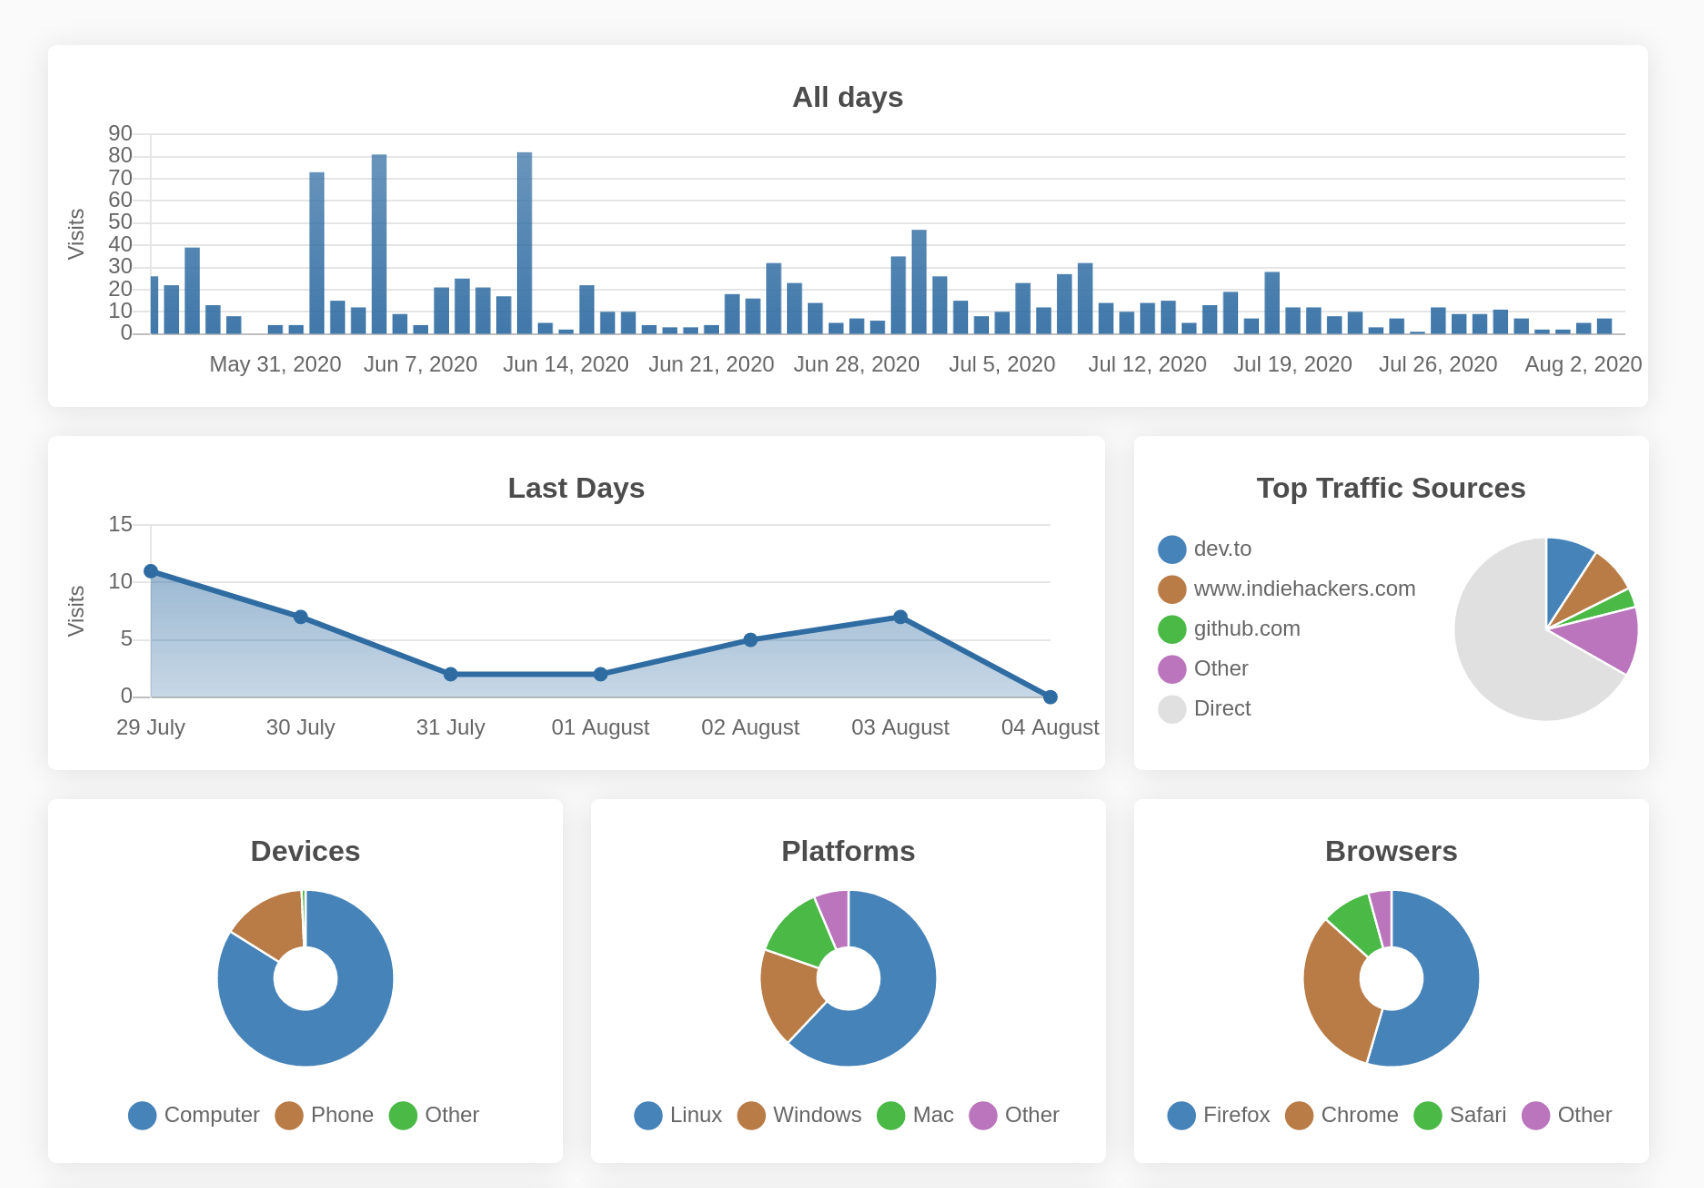 All days
90
80
70
60
50
40
30
20
10
0
Visits
May 31, 2020 Jun 7, 2020 Jun 14, 2020 Jun 21, 2020 Jun 28, 2020 Jul 5, 2020 Jul 12, 2020 Jul 19, 2020 Jul 26, 2020 Aug 2, 2020
Last Days
15
10
5
0
Visits
29 July 30 July 31 July 01 August 02 August 03 August 04 August
Top Traffic Sources
dev.to
www.indiehackers.com
github.com
Other
Direct
Devices
Computer Phone Other
Platforms
Linux Windows Mac Other
Browsers
Firefox Chrome Safari Other